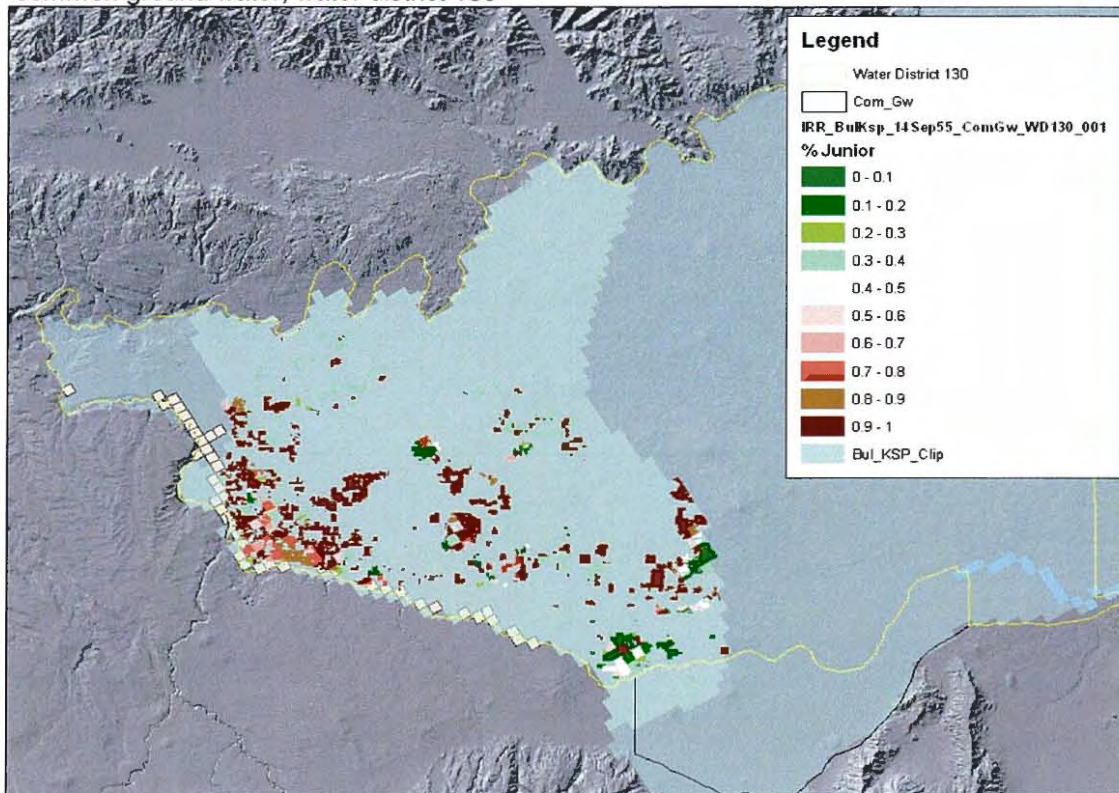 Legend
Water District 130
Com_Gw
IRR_BulKsp_14Sep55_ComGw_WD130_001
% Junior
0 - 0.1
0.1 - 0.2
0.2 - 0.3
0.3 - 0.4
0.4 - 0.5
0.5 - 0.6
0.6 - 0.7
0.7 - 0.8
0.8 - 0.9
0.9 - 1
Bul_KSP_Clip